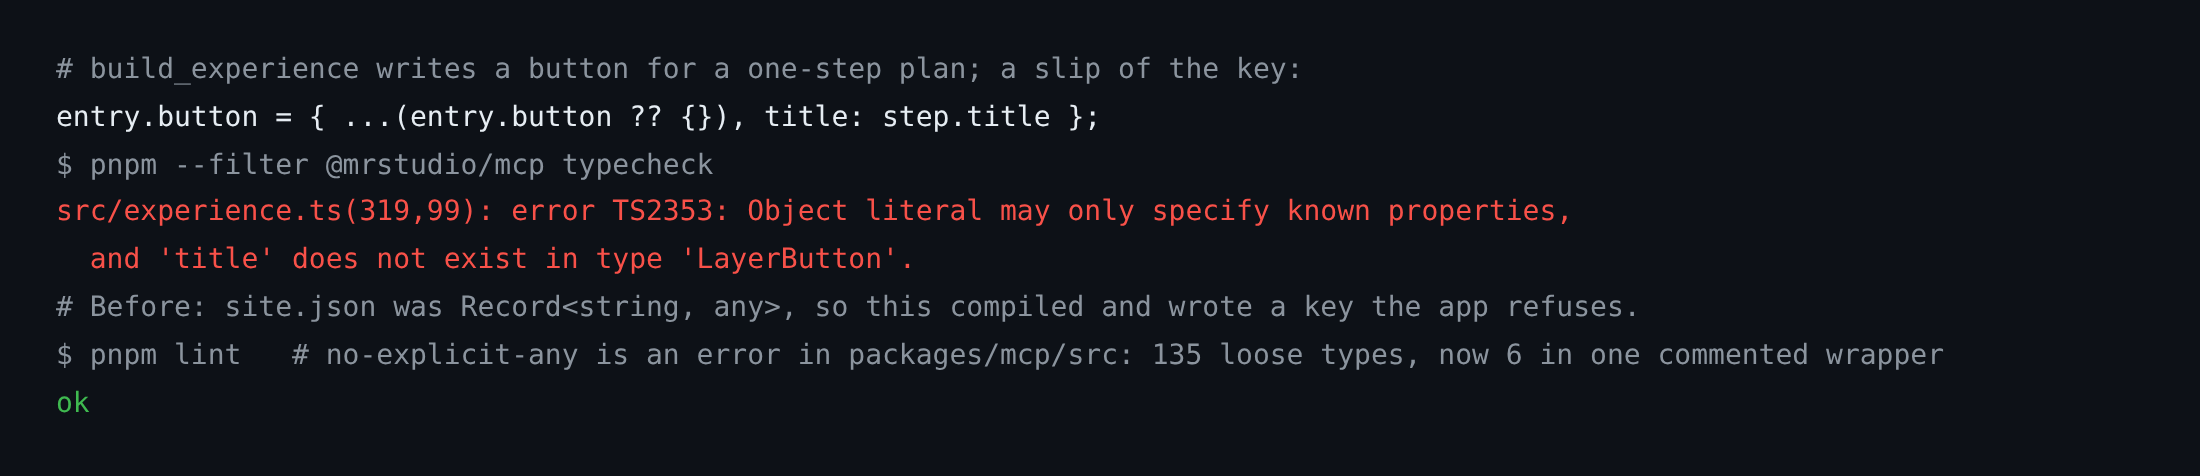 # build_experience writes a button for a one-step plan; a slip of the key:
entry.button = { ...(entry.button ?? {}), title: step.title };
$ pnpm --filter @mrstudio/mcp typecheck
src/experience.ts(319,99): error TS2353: Object literal may only specify known properties,
  and 'title' does not exist in type 'LayerButton'.
# Before: site.json was Record<string, any>, so this compiled and wrote a key the app refuses.
$ pnpm lint   # no-explicit-any is an error in packages/mcp/src: 135 loose types, now 6 in one commented wrapper
ok